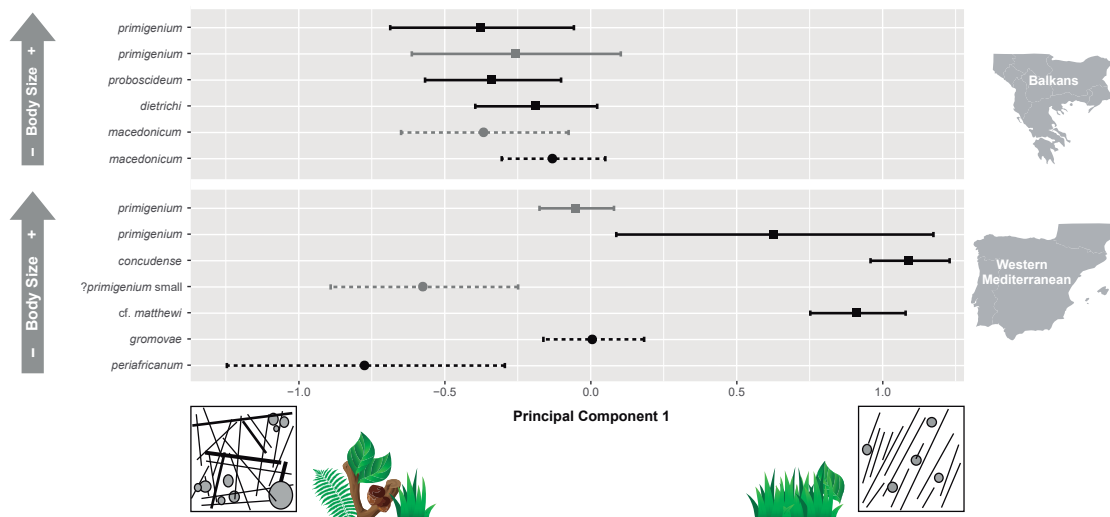 − Body Size +
primigenium
primigenium
proboscideum
dietrichi
macedonicum
macedonicum
Balkans
− Body Size +
primigenium
primigenium
concudense
?primigenium small
cf. matthewi
gromovae
periafricanum
Western
Mediterranean
−1.0 −0.5 0.0 0.5 1.0
Principal Component 1